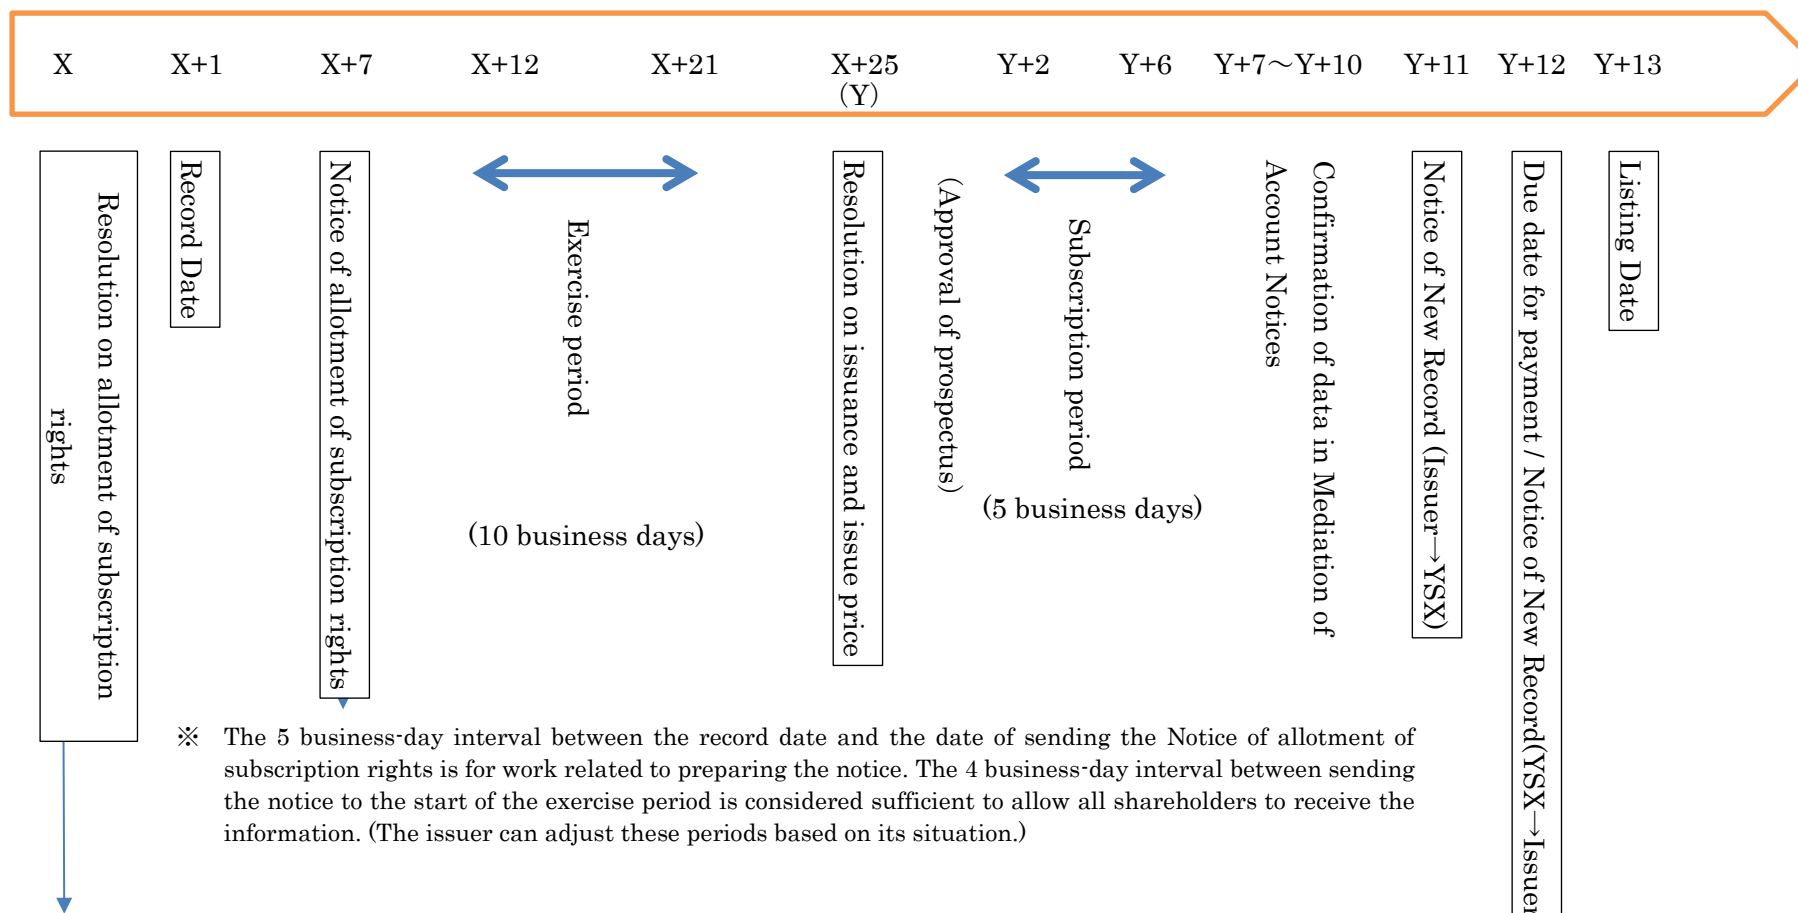 X
X+1
X+7
X+12
X+21
X+25
(Y)
Y+2
Y+6
Y+7～Y+10
Y+11
Y+12
Y+13
Resolution on allotment of subscription
rights
Record Date
Notice of allotment of subscription rights
Exercise period
(10 business days)
Resolution on issuance and issue price
(Approval of prospectus)
Subscription period
(5 business days)
Confirmation of data in Mediation of
Account Notices
Notice of New Record (Issuer→YSX)
Due date for payment / Notice of New Record(YSX→Issuer
Listing Date
※ The 5 business-day interval between the record date and the date of sending the Notice of allotment of
subscription rights is for work related to preparing the notice. The 4 business-day interval between sending
the notice to the start of the exercise period is considered sufficient to allow all shareholders to receive the
information. (The issuer can adjust these periods based on its situation.)